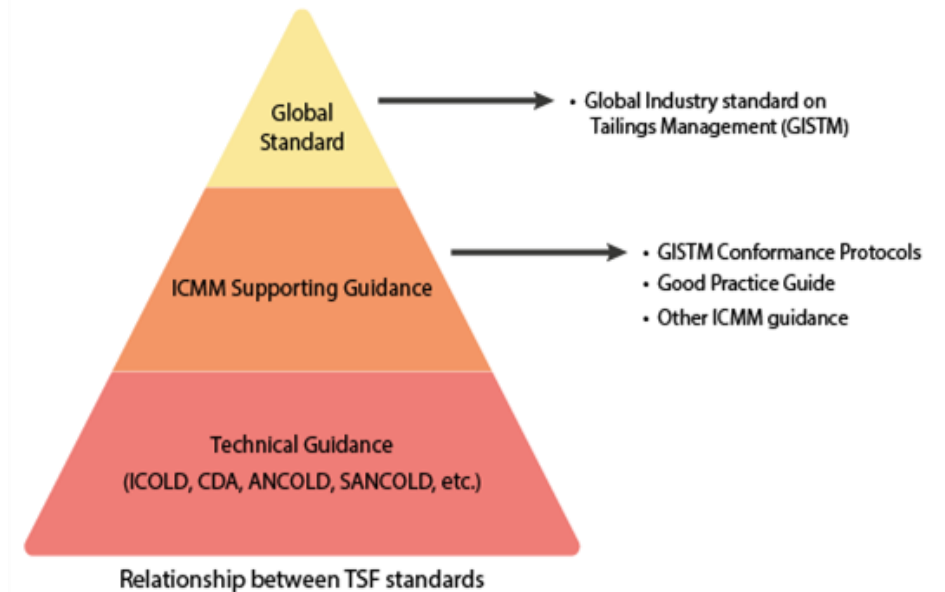 Global
Standard
• Global Industry standard on
Tailings Management (GISTM)
ICMM Supporting Guidance
• GISTM Conformance Protocols
• Good Practice Guide
• Other ICMM guidance
Technical Guidance
(ICOLD, CDA, ANCOLD, SANCOLD, etc.)
Relationship between TSF standards